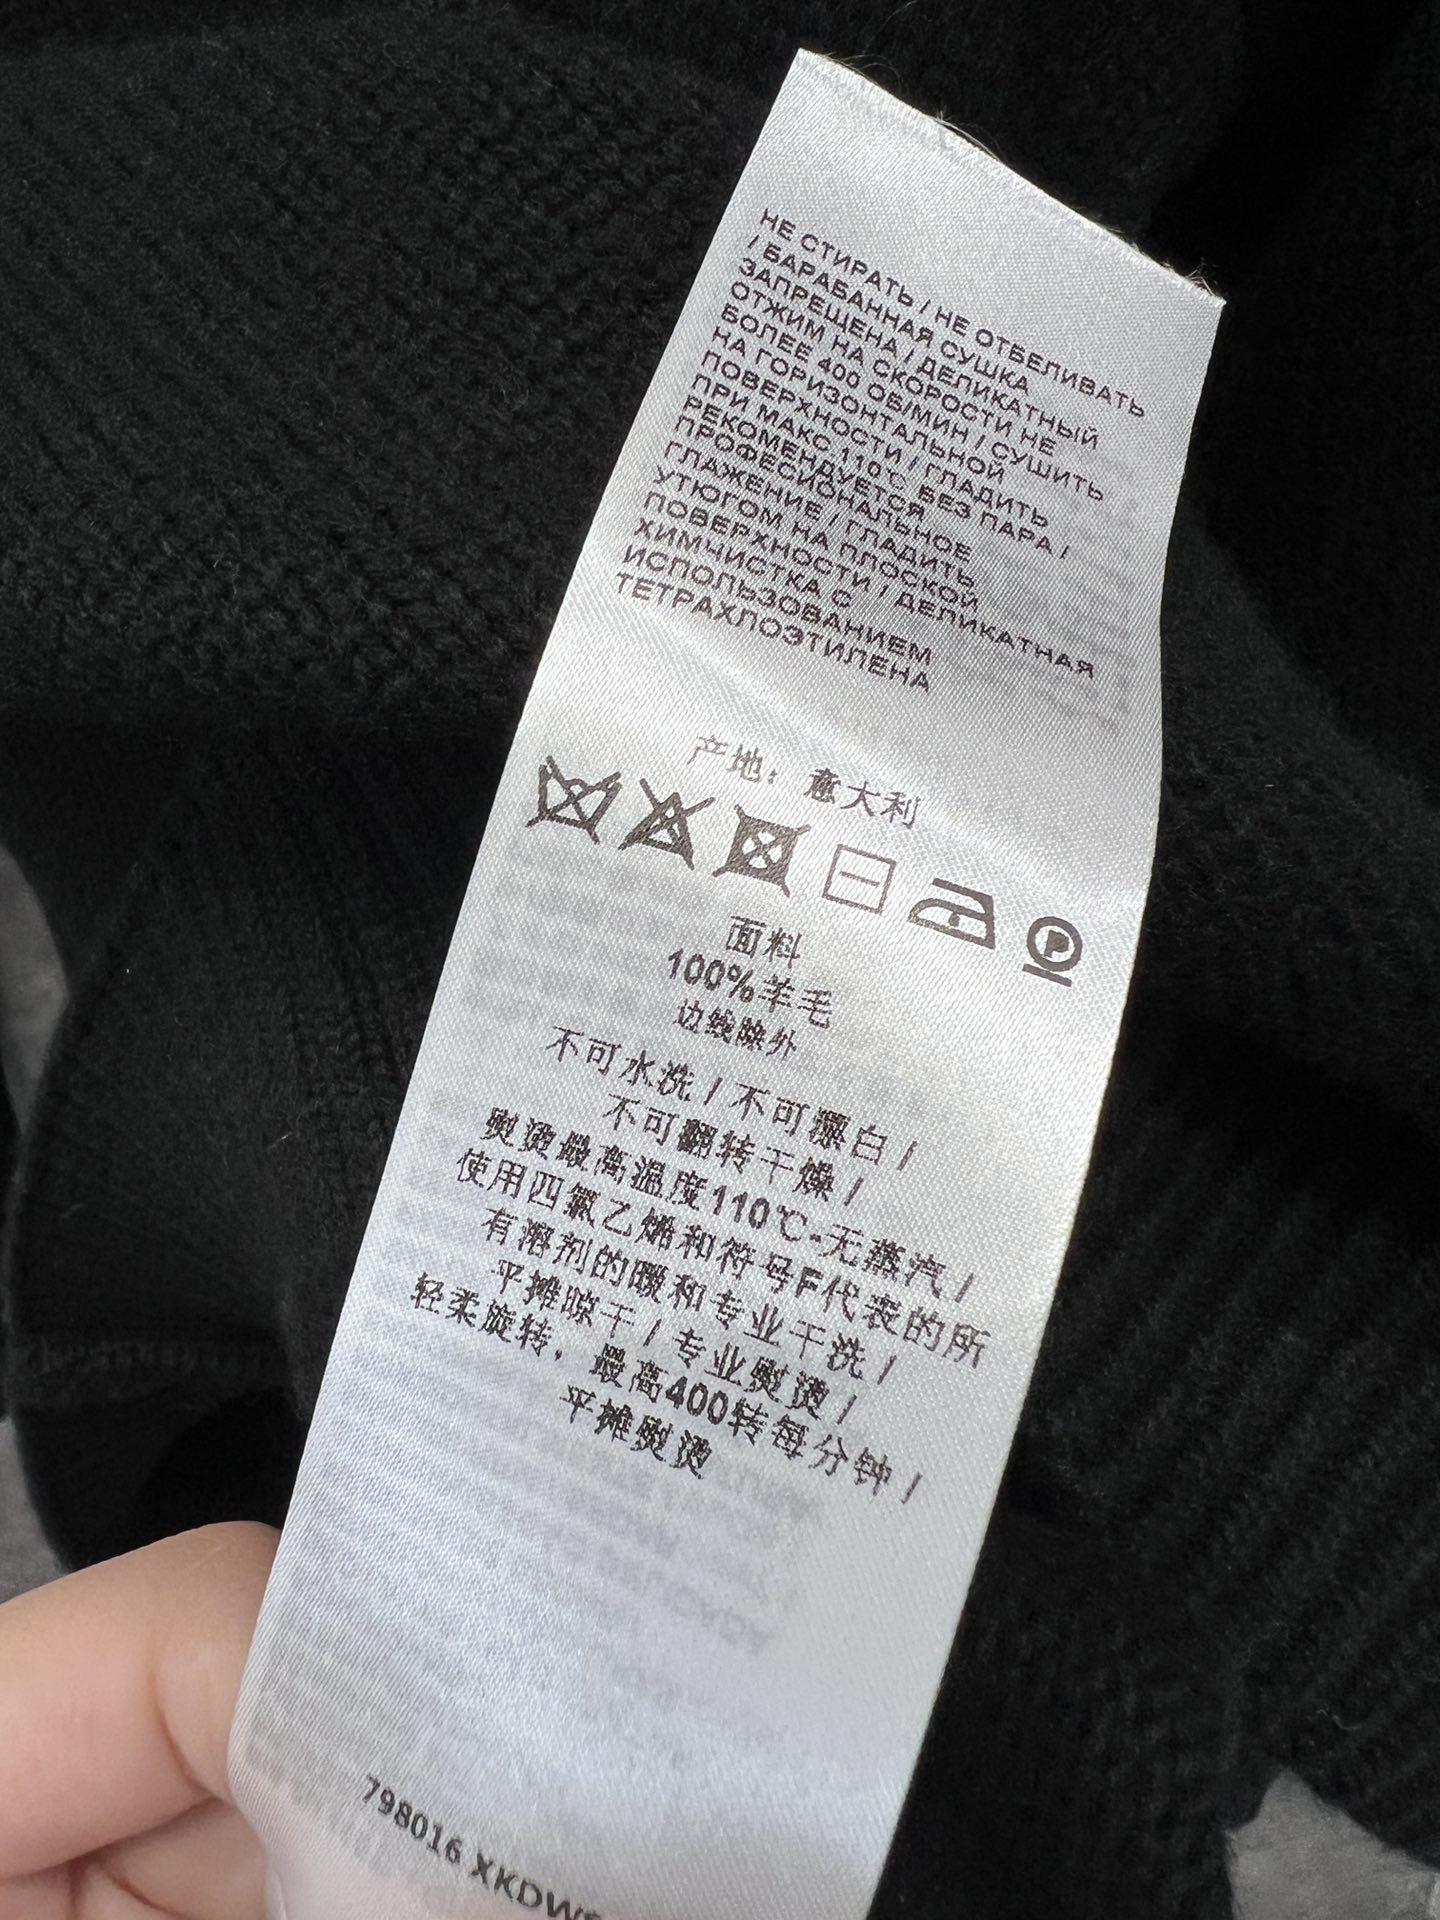 НЕ СТИРАТЬ / НЕ ОТБЕЛИВАТЬ
/ БАРАБАННАЯ СУШКА
ЗАПРЕЩЕНА / ДЕЛИКАТНЫЙ
ОТЖИМ НА СКОРОСТИ НЕ
БОЛЕЕ 400 ОБ/МИН / СУШИТЬ
НА ГОРИЗОНТАЛЬНОЙ
ПОВЕРХНОСТИ / ГЛАДИТЬ
ПРИ МАКС 110°C БЕЗ ПАРА /
РЕКОМЕНДУЕТСЯ
ПРОФЕСИОНАЛЬНОЕ
ГЛАЖЕНИЕ / ГЛАДИТЬ
УТЮГОМ НА ПЛОСКОЙ
ПОВЕРХНОСТИ / ДЕЛИКАТНАЯ
ХИМЧИСТКА С
ИСПОЛЬЗОВАНИЕМ
ТЕТРАХЛОЭТИЛЕНА
产地：意大利
P
面料
100%羊毛
边线除外
不可水洗 / 不可漂白 /
不可翻转干燥 /
熨烫最高温度110℃-无蒸汽 /
使用四氯乙烯和符号F代表的所
有溶剂的缓和专业干洗 /
平摊晾干 / 专业熨烫 /
轻柔旋转，最高400转每分钟 /
平摊熨烫
798016 XKDW